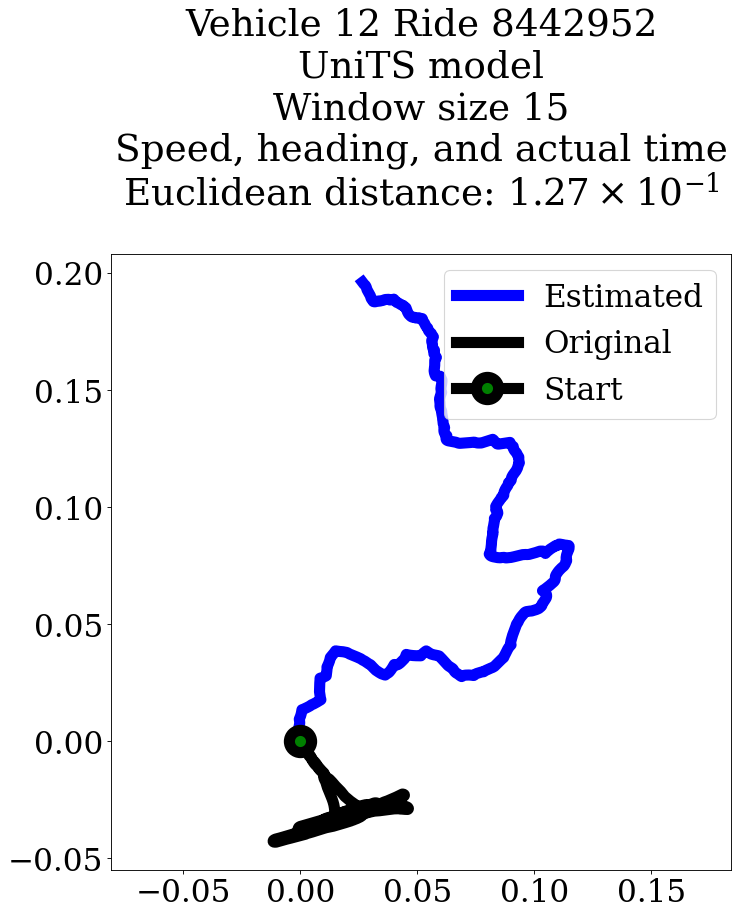 Vehicle 12 Ride 8442952
UniTS model
Window size 15
Speed, heading, and actual time
Euclidean distance: 1.27 × 10⁻¹
Estimated
Original
Start
0.20
0.15
0.10
0.05
0.00
−0.05
−0.05 0.00 0.05 0.10 0.15